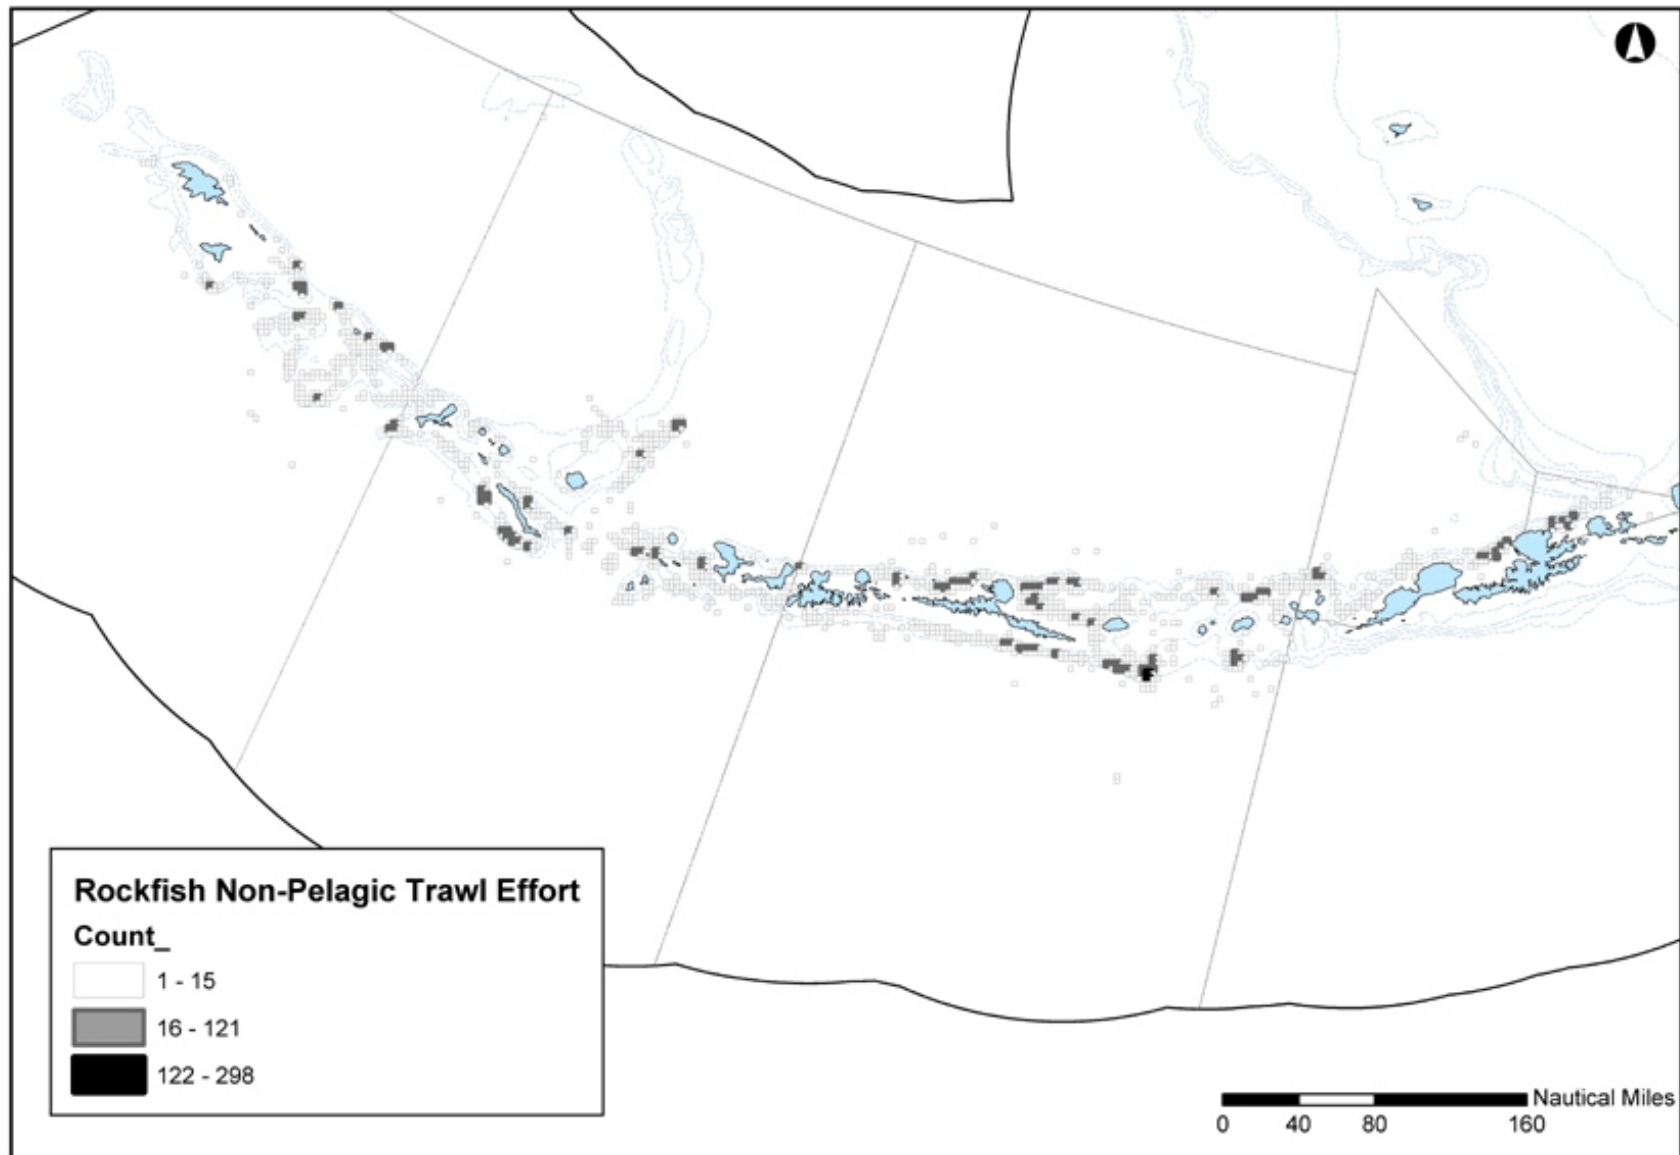 Rockfish Non-Pelagic Trawl Effort
Count_
1 - 15
16 - 121
122 - 298
Nautical Miles
0 40 80 160